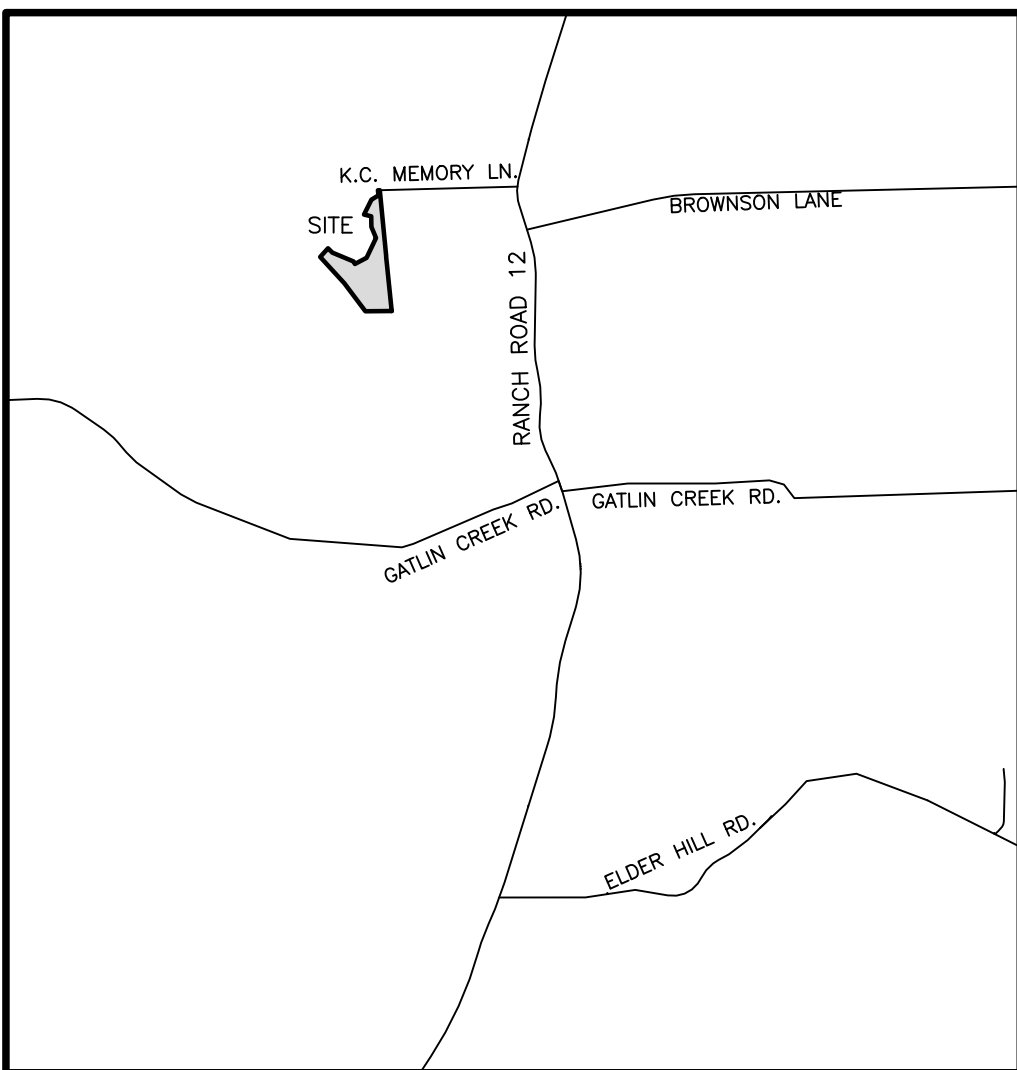 K.C. MEMORY LN.
BROWNSON LANE
SITE
RANCH ROAD 12
GATLIN CREEK RD.
GATLIN CREEK RD.
ELDER HILL RD.